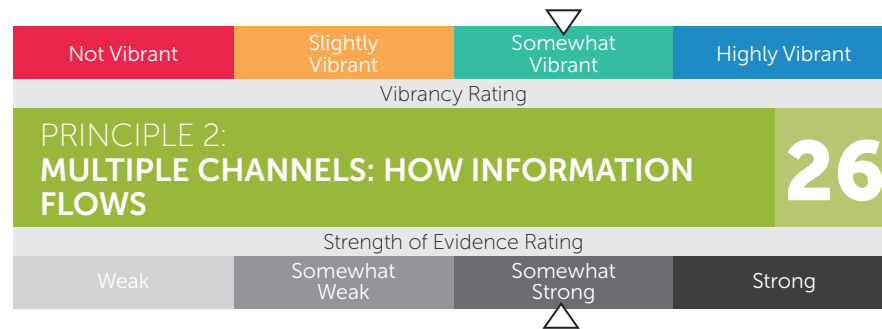 Not Vibrant
Slightly
Vibrant
Somewhat
Vibrant
Highly Vibrant
Vibrancy Rating
PRINCIPLE 2:
MULTIPLE CHANNELS: HOW INFORMATION
FLOWS
26
Strength of Evidence Rating
Weak
Somewhat
Weak
Somewhat
Strong
Strong